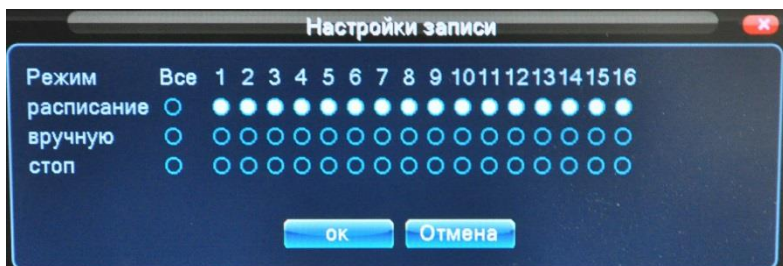 Настройки записи
Режим Все 1 2 3 4 5 6 7 8 9 10 11 12 13 14 15 16
расписание
вручную
стоп
ок Отмена